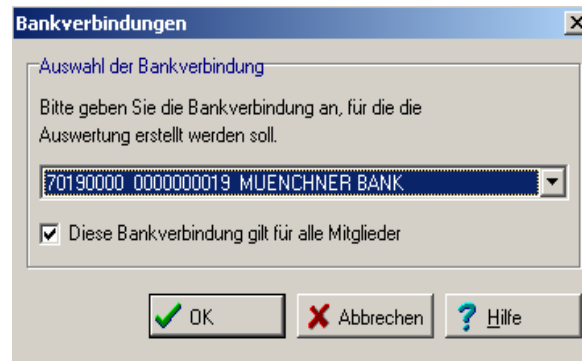 Bankverbindungen
Auswahl der Bankverbindung
Bitte geben Sie die Bankverbindung an, für die die
Auswertung erstellt werden soll.
70190000 0000000019 MUENCHNER BANK
Diese Bankverbindung gilt für alle Mitglieder
OK
Abbrechen
Hilfe